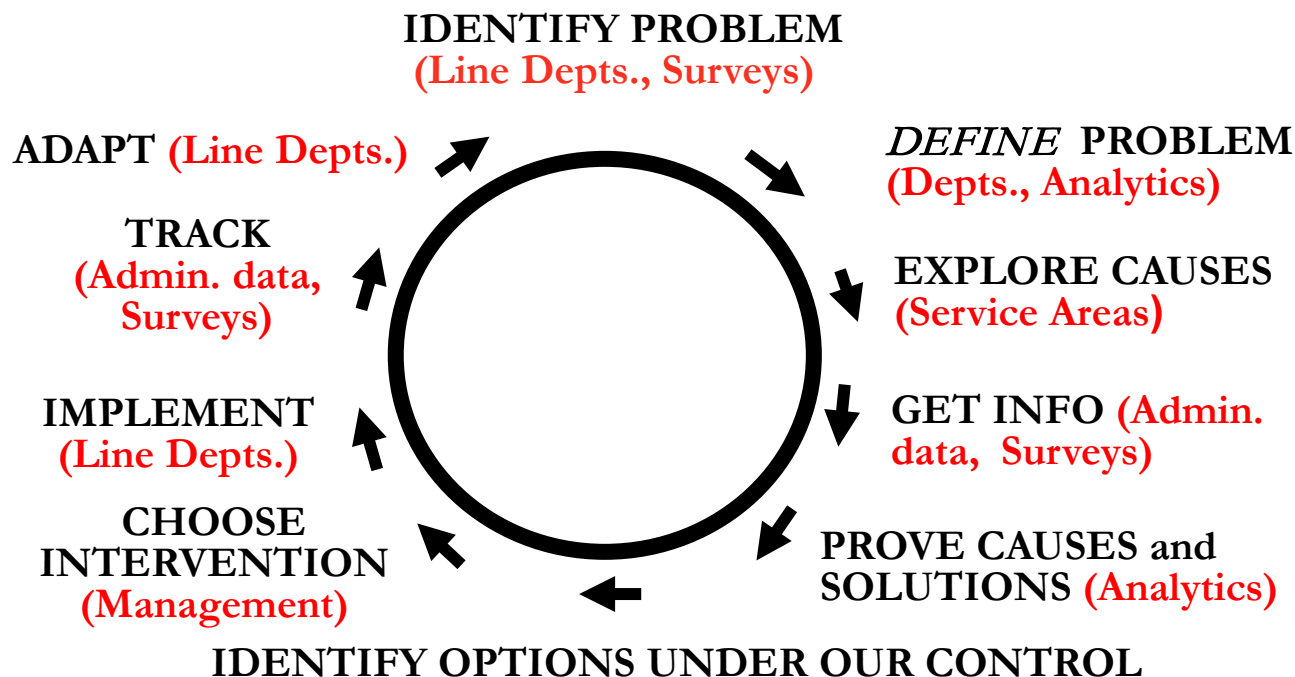 IDENTIFY PROBLEM
(Line Depts., Surveys)
DEFINE PROBLEM
(Depts., Analytics)
EXPLORE CAUSES
(Service Areas)
GET INFO (Admin.
data, Surveys)
PROVE CAUSES and
SOLUTIONS (Analytics)
IDENTIFY OPTIONS UNDER OUR CONTROL
CHOOSE
INTERVENTION
(Management)
IMPLEMENT
(Line Depts.)
TRACK
(Admin. data,
Surveys)
ADAPT (Line Depts.)